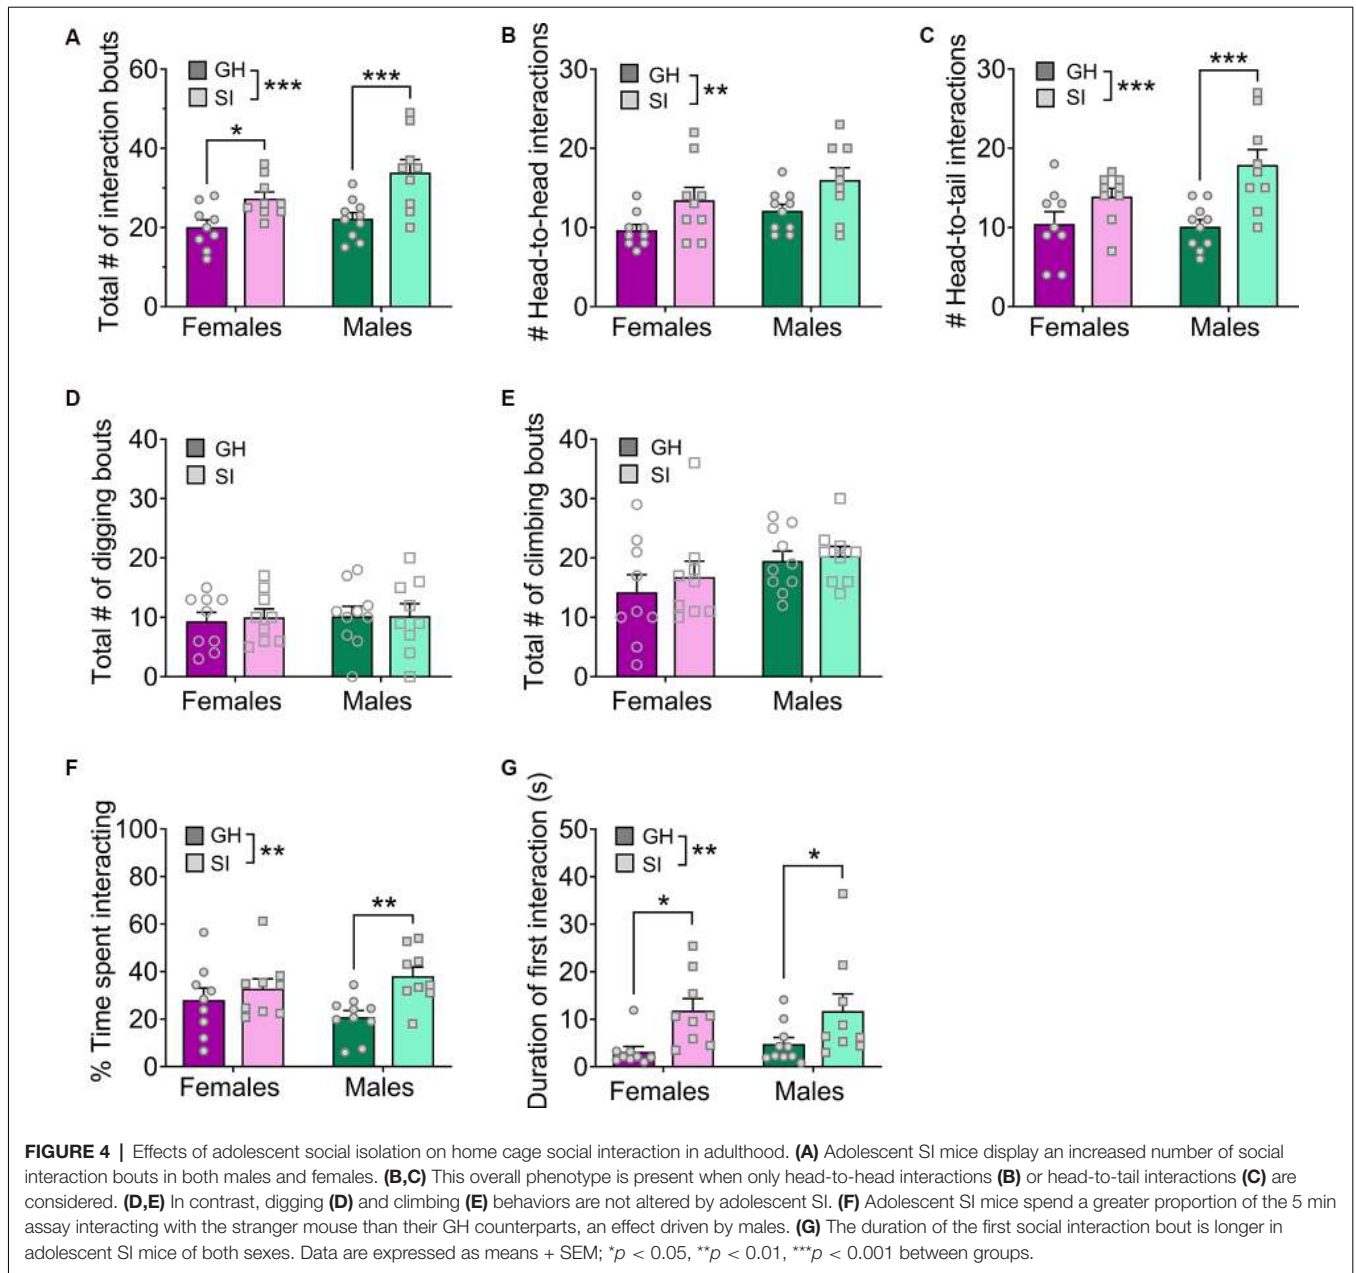 A
Total # of interaction bouts
60
40
20
0
GH
SI
***
*
***
Females Males
B
# Head-to-head interactions
30
20
10
0
GH
SI
**
Females Males
C
# Head-to-tail interactions
30
20
10
0
GH
SI
***
***
Females Males
D
Total # of digging bouts
40
30
20
10
0
GH
SI
Females Males
E
Total # of climbing bouts
40
30
20
10
0
GH
SI
Females Males
F
% Time spent interacting
100
80
60
40
20
0
GH
SI
**
**
Females Males
G
Duration of first interaction (s)
50
40
30
20
10
0
GH
SI
**
*
*
Females Males
FIGURE 4 | Effects of adolescent social isolation on home cage social interaction in adulthood. (A) Adolescent SI mice display an increased number of social
interaction bouts in both males and females. (B,C) This overall phenotype is present when only head-to-head interactions (B) or head-to-tail interactions (C) are
considered. (D,E) In contrast, digging (D) and climbing (E) behaviors are not altered by adolescent SI. (F) Adolescent SI mice spend a greater proportion of the 5 min
assay interacting with the stranger mouse than their GH counterparts, an effect driven by males. (G) The duration of the first social interaction bout is longer in
adolescent SI mice of both sexes. Data are expressed as means + SEM; *p < 0.05, **p < 0.01, ***p < 0.001 between groups.